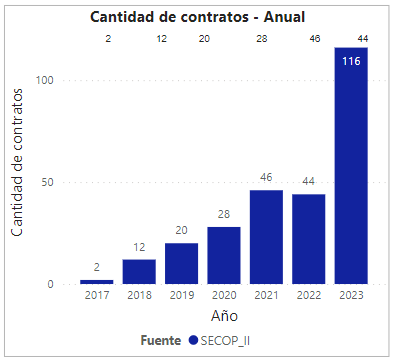 Cantidad de contratos - Anual
2 12 20 28 46 44
Cantidad de contratos
100
50
0
2
12
20
28
46
44
116
2017 2018 2019 2020 2021 2022 2023
Año
Fuente SECOP_II